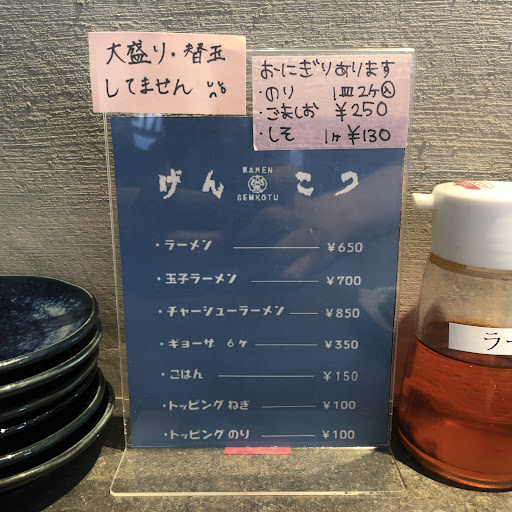 大盛り・替玉
してません
おにぎりあります
・のり 1皿2ケ入
・ごましお ¥250
・しそ 1ヶ¥130
RAMEN
げんこつ
GENKOTU
・ラーメン ¥650
・玉子ラーメン ¥700
・チャーシューラーメン ¥850
・ギョーザ 6ヶ ¥350
・ごはん ¥150
・トッピングねぎ ¥100
・トッピングのり ¥100
ラー